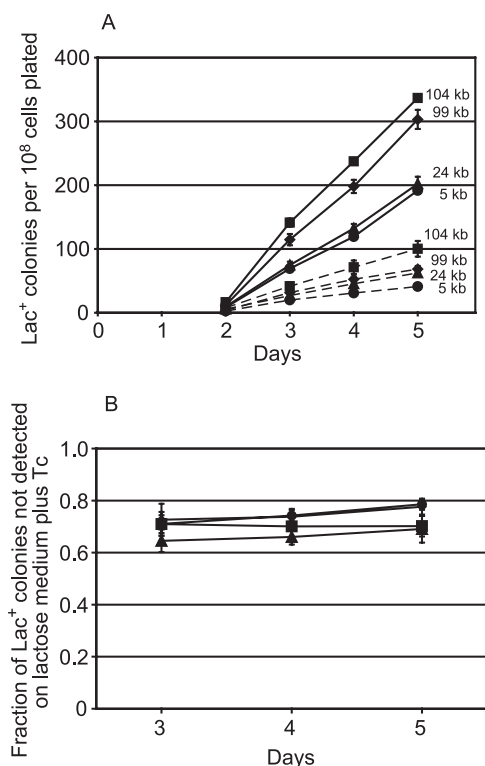 A
Lac⁺ colonies per 10⁸ cells plated
400
300
200
100
0
104 kb
99 kb
24 kb
5 kb
104 kb
99 kb
24 kb
5 kb
0 1 2 3 4 5
Days
B
Fraction of Lac⁺ colonies not detected
on lactose medium plus Tc
1.0
0.8
0.6
0.4
0.2
0
3 4 5
Days